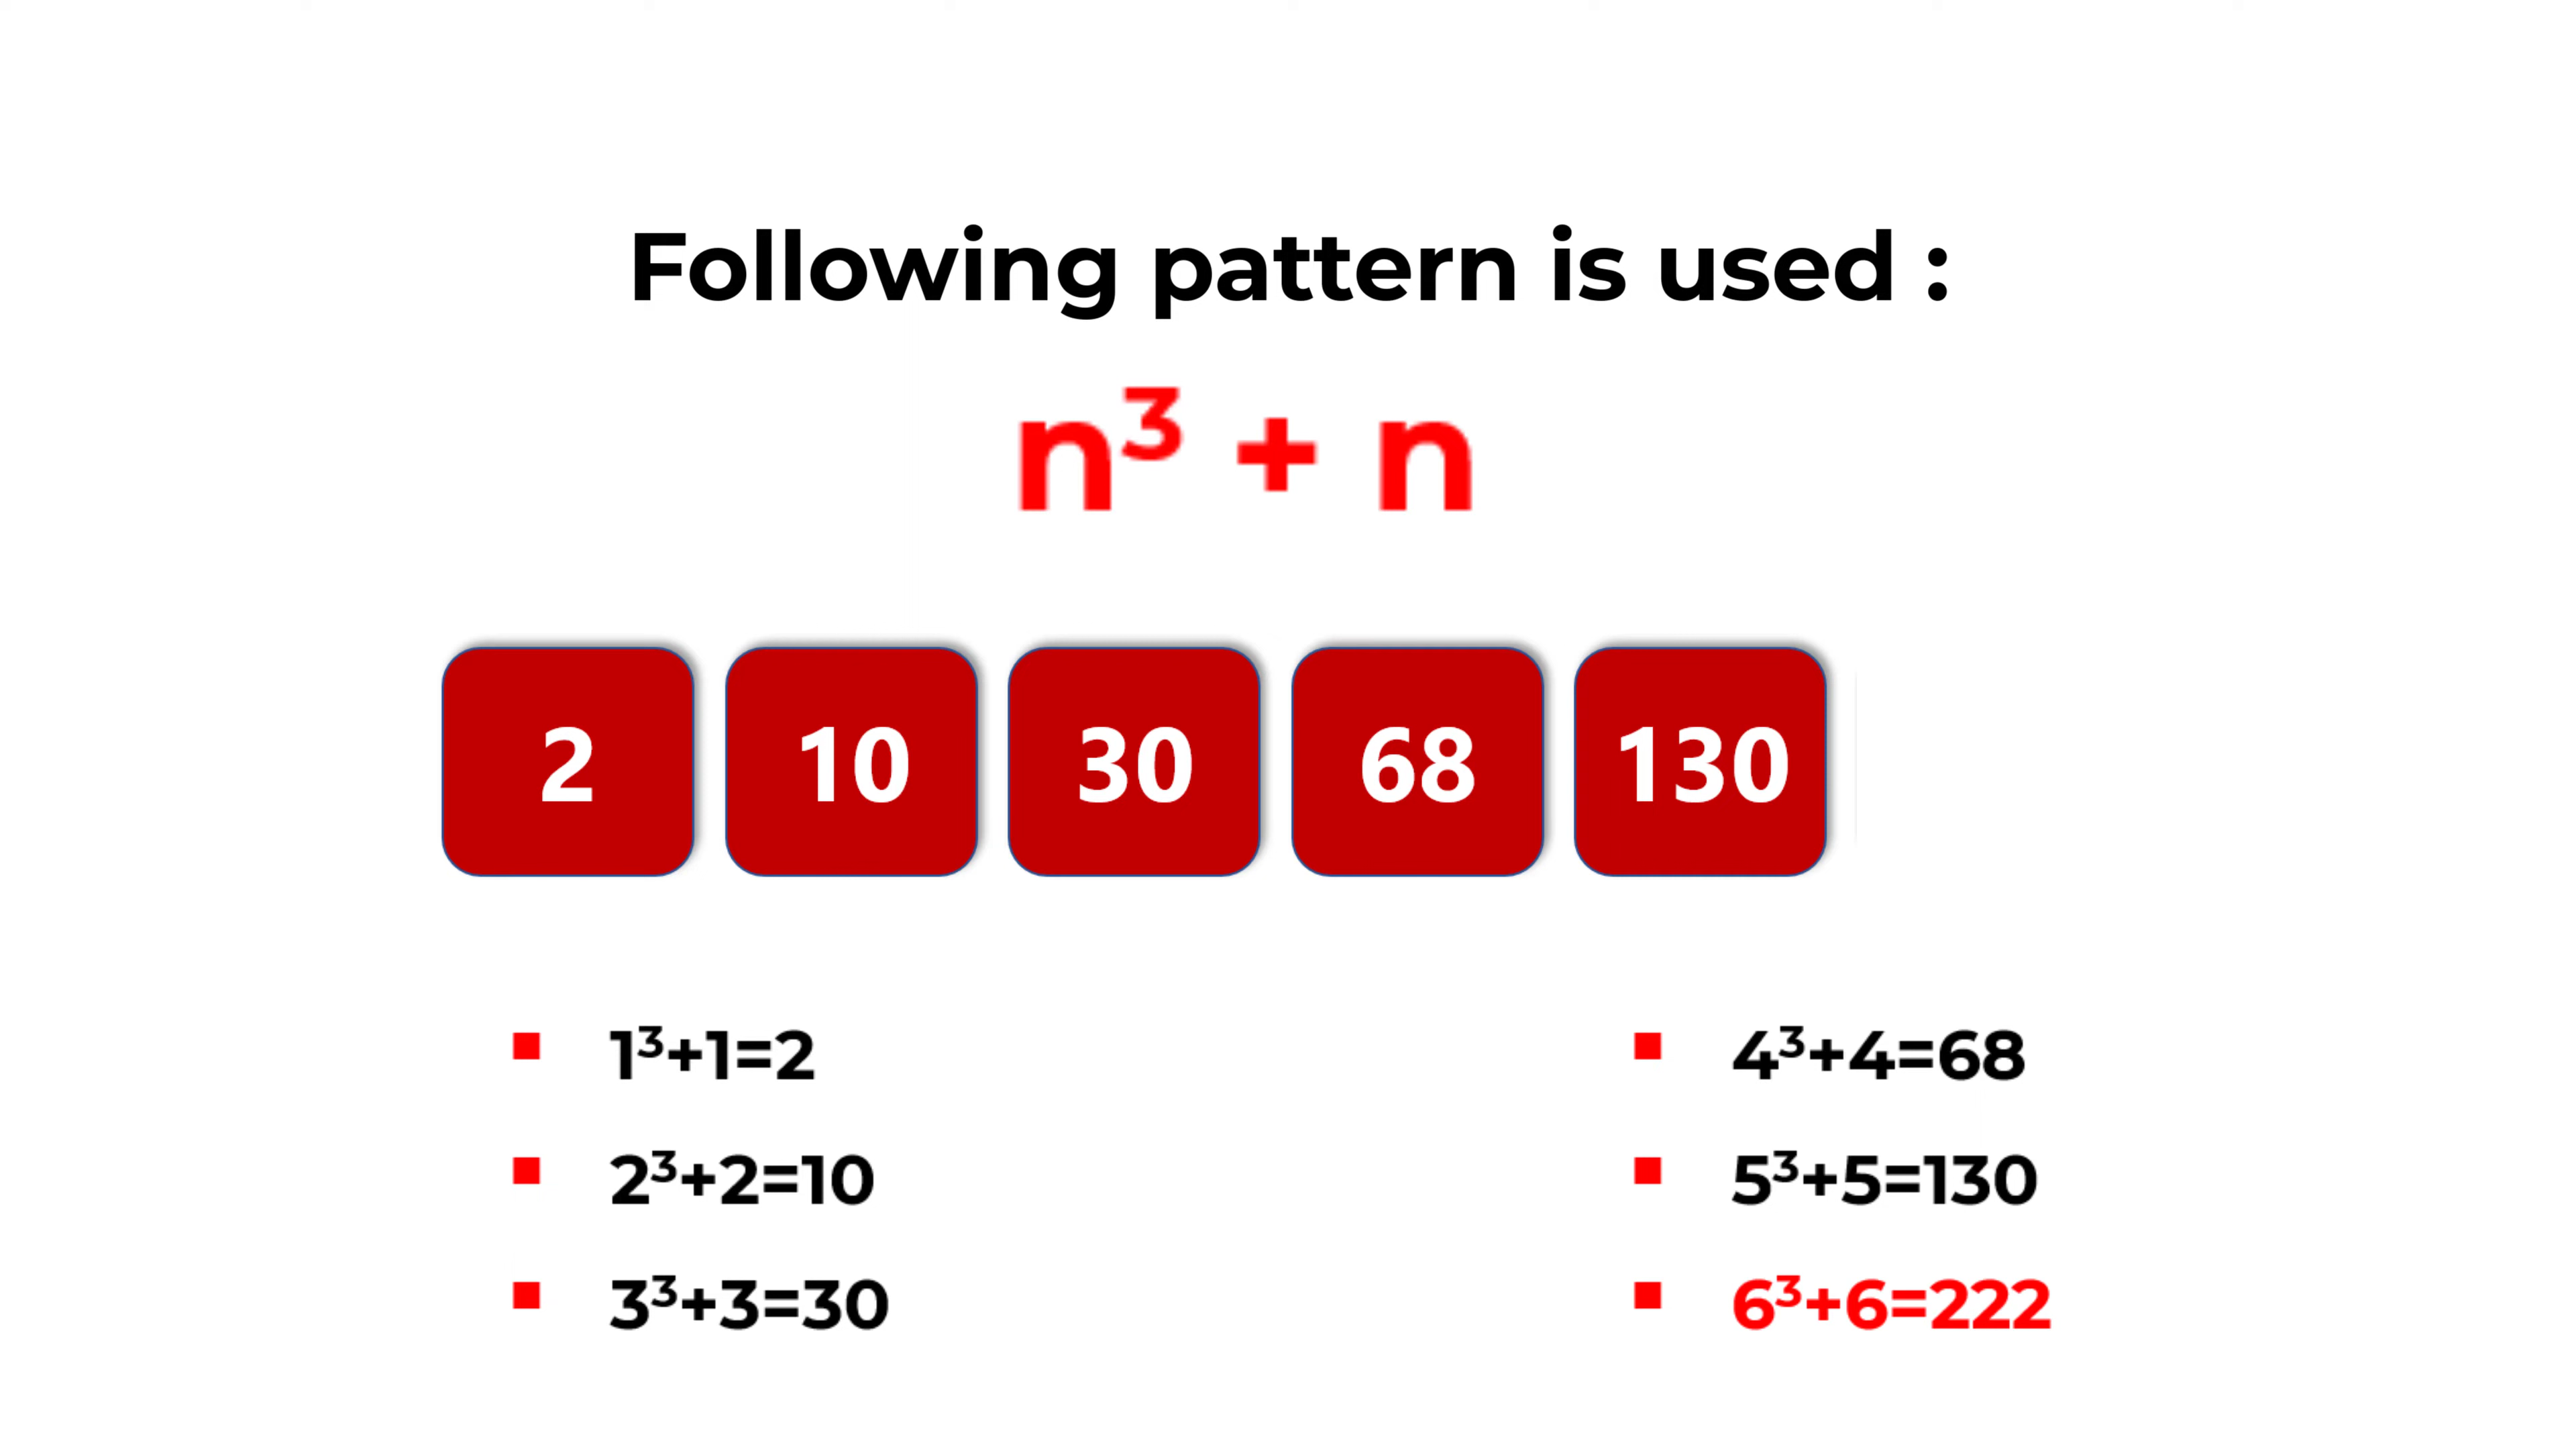 Following pattern is used :
n³ + n
2 10 30 68 130
1³+1=2
2³+2=10
3³+3=30
4³+4=68
5³+5=130
6³+6=222